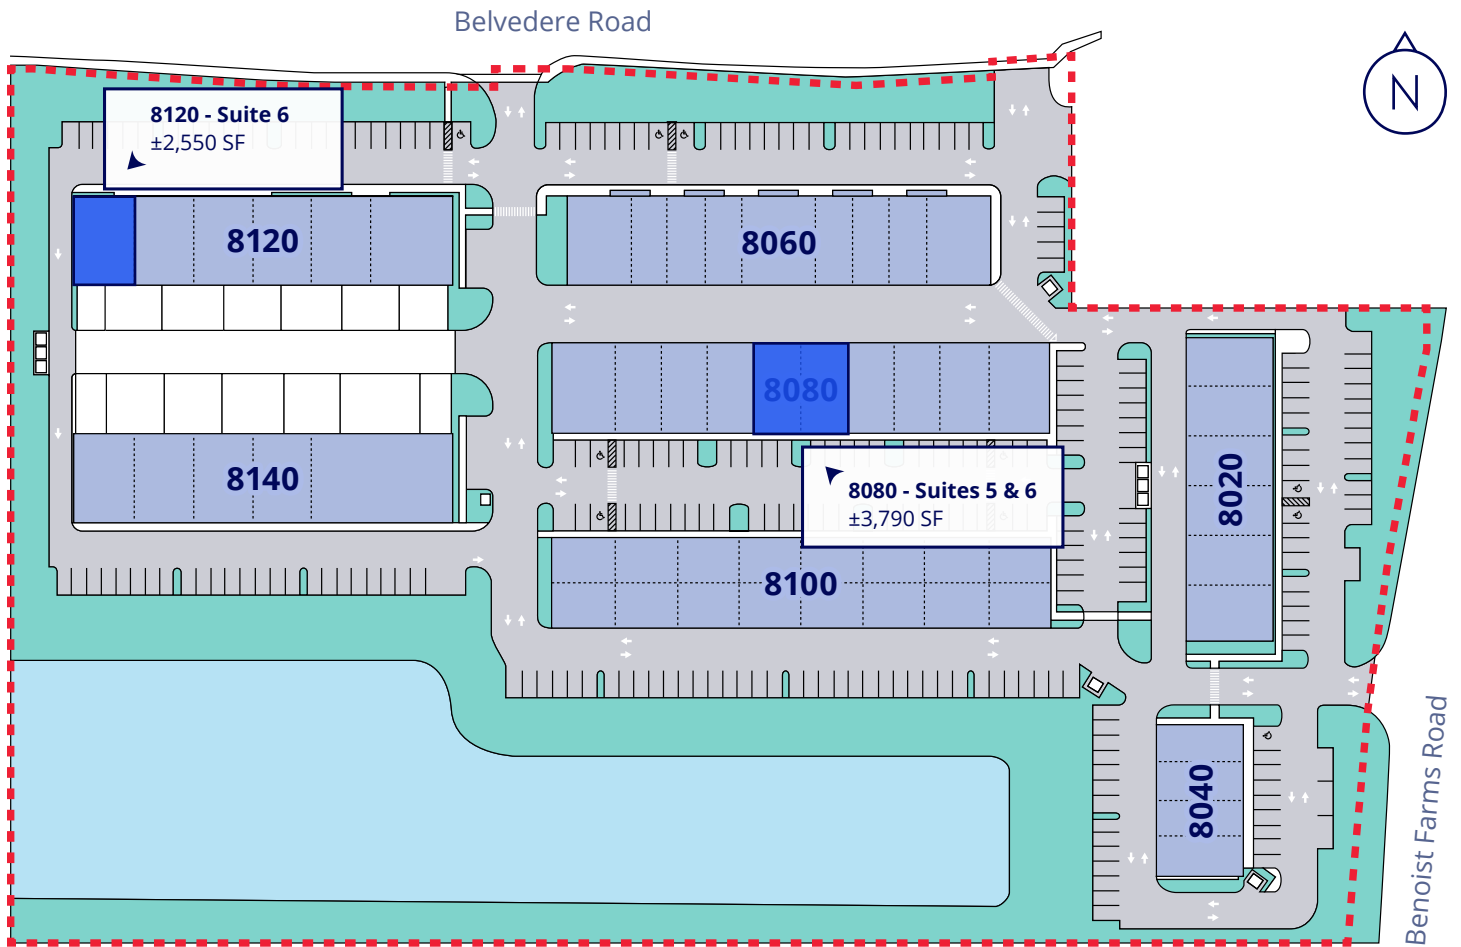 Belvedere Road
N
8120 - Suite 6
±2,550 SF
8120
8060
8080
8140
8020
8080 - Suites 5 & 6
±3,790 SF
8100
8040
Benoist Farms Road